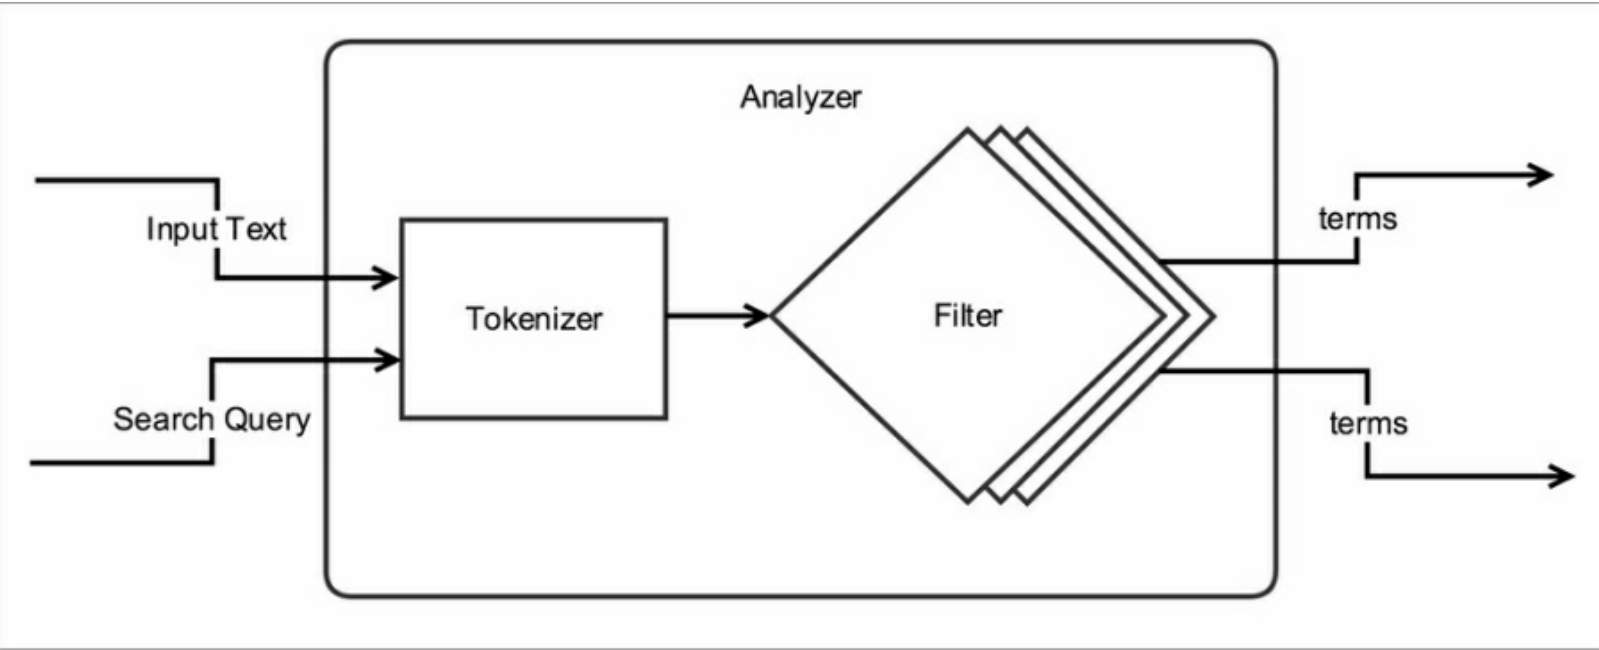 Analyzer
Input Text
Tokenizer
Filter
Search Query
terms
terms